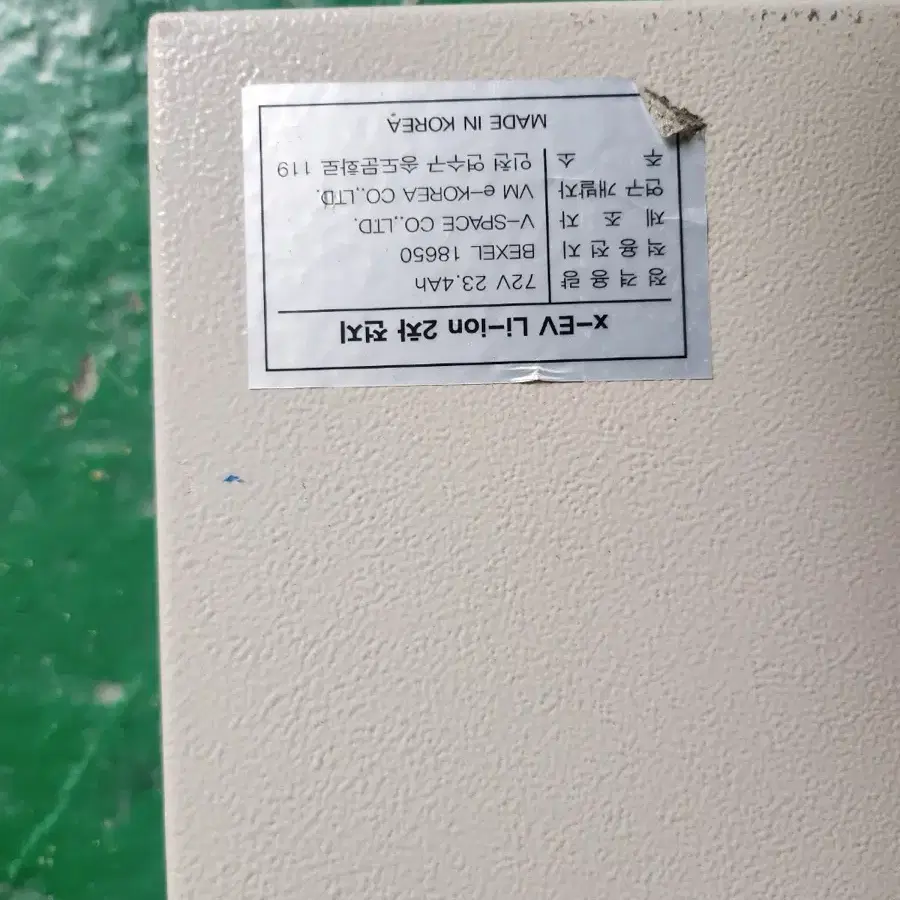 x-EV Li-ion 2차 전지
정 격 용 량 72V 23.4Ah
적 용 전 지 BEXEL 18650
제 조 자 V-SPACE CO.,LTD.
연구 개발자 VM e-KOREA CO.,LTD.
주 소 인천 연수구 송도문화로 119
MADE IN KOREA